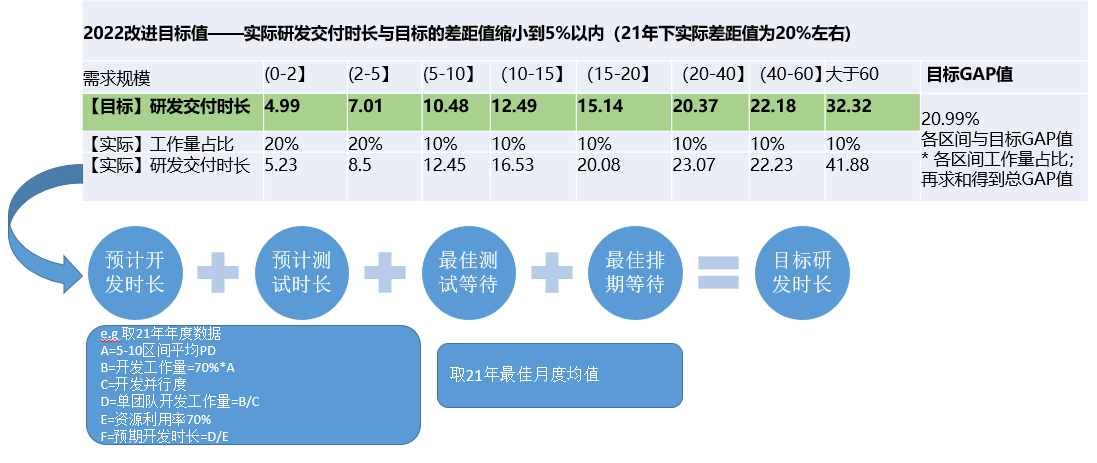 2022改进目标值——实际研发交付时长与目标的差距值缩小到5%以内（21年下实际差距值为20%左右)
需求规模 (0-2】 (2-5】 (5-10】 （10-15】 （15-20】 （20-40】 （40-60】 大于60 目标GAP值
【目标】研发交付时长 4.99 7.01 10.48 12.49 15.14 20.37 22.18 32.32
【实际】工作量占比 20% 20% 10% 10% 10% 10% 10% 10%
【实际】研发交付时长 5.23 8.5 12.45 16.53 20.08 23.07 22.23 41.88
20.99%
各区间与目标GAP值
* 各区间工作量占比；
再求和得到总GAP值
预计开
发时长
预计测
试时长
最佳测
试等待
最佳排
期等待
目标研
发时长
e.g 取21年年度数据
A=5-10区间平均PD
B=开发工作量=70%*A
C=开发并行度
D=单团队开发工作量=B/C
E=资源利用率70%
F=预期开发时长=D/E
取21年最佳月度均值